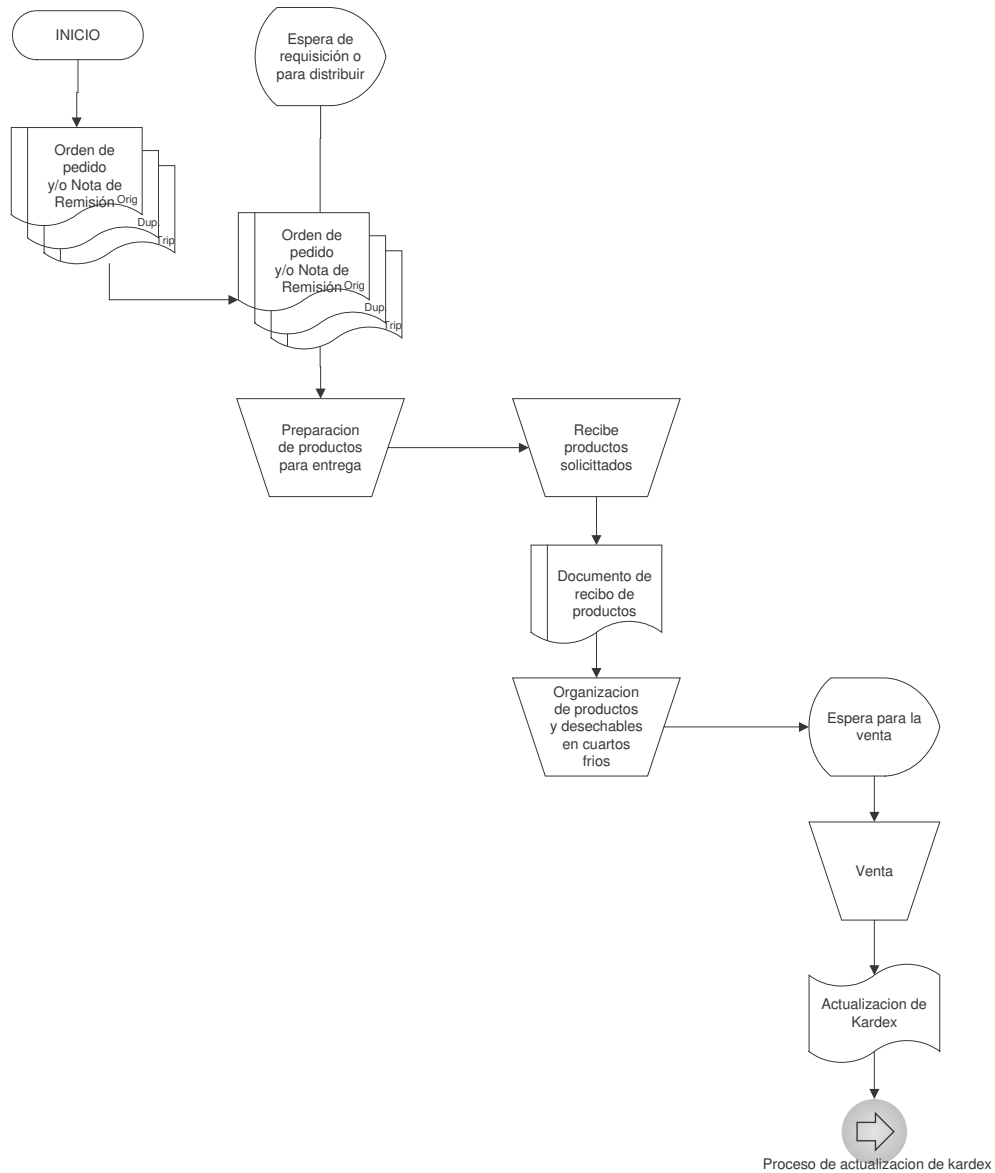 INICIO
Espera de
requisición o
para distribuir
Orden de
pedido
y/o Nota de
Remisión Orig
Dup.
Trip
Orden de
pedido
y/o Nota de
Remisión Orig
Dup.
Trip
Preparacion
de productos
para entrega
Recibe
productos
solicittados
Documento de
recibo de
productos
Organizacion
de productos
y desechables
en cuartos
frios
Espera para la
venta
Venta
Actualizacion de
Kardex
Proceso de actualizacion de kardex